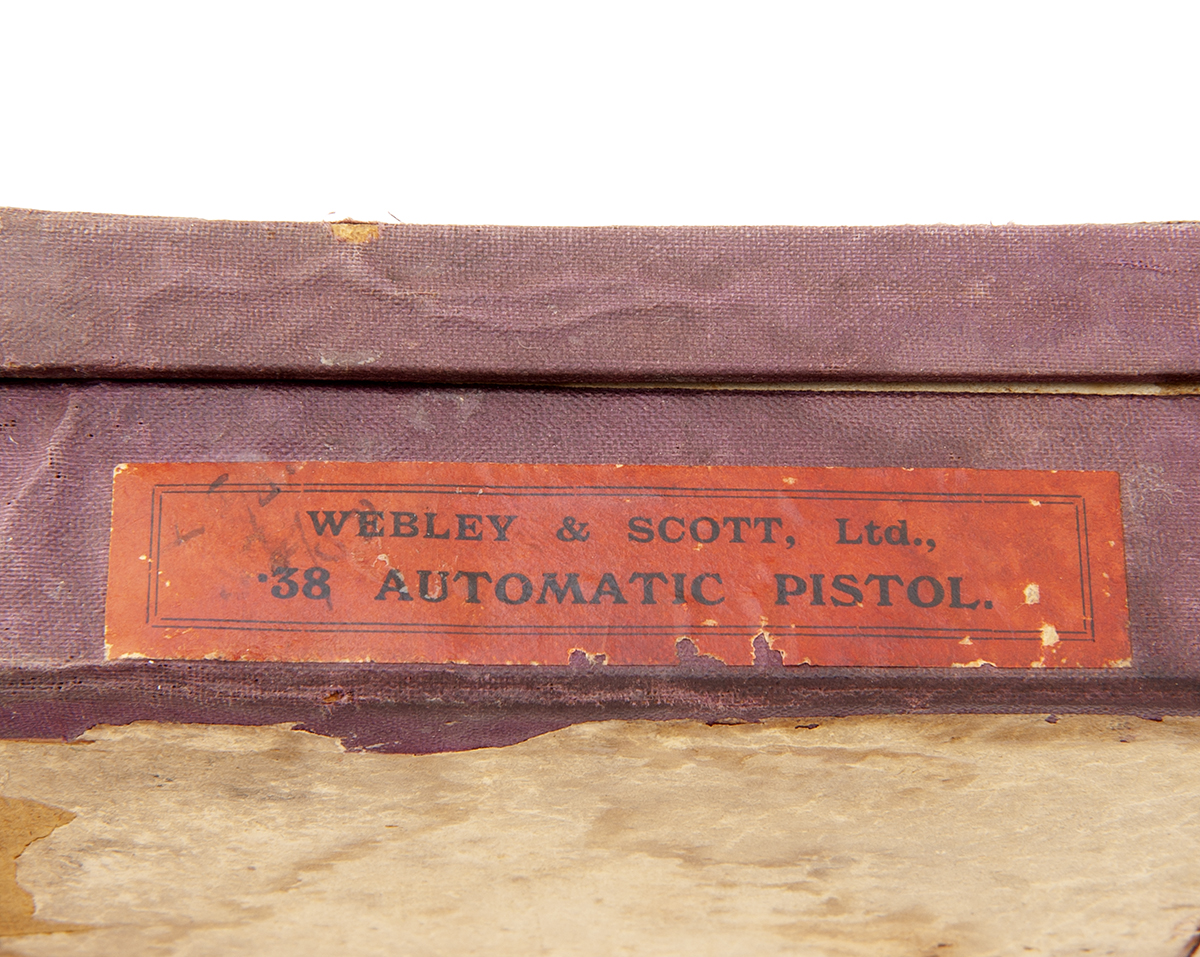 WEBLEY & SCOTT, Ltd.,
·38 AUTOMATIC PISTOL.